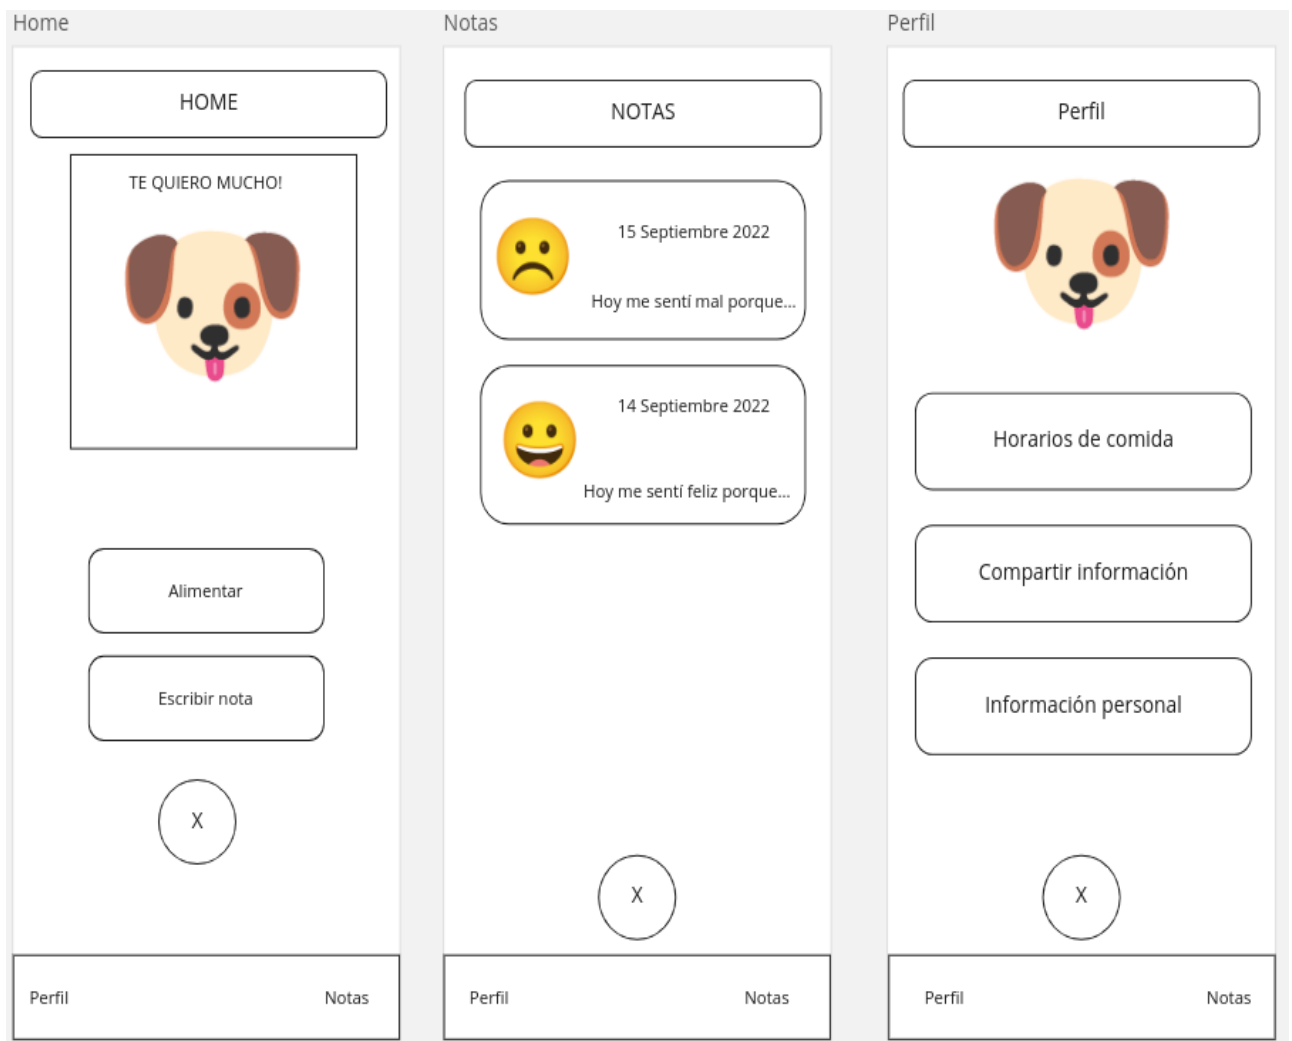 Home
HOME
TE QUIERO MUCHO!
Alimentar
Escribir nota
X
Perfil
Notas
Notas
NOTAS
15 Septiembre 2022
Hoy me sentí mal porque...
14 Septiembre 2022
Hoy me sentí feliz porque...
X
Perfil
Notas
Perfil
Perfil
Horarios de comida
Compartir información
Información personal
X
Perfil
Notas